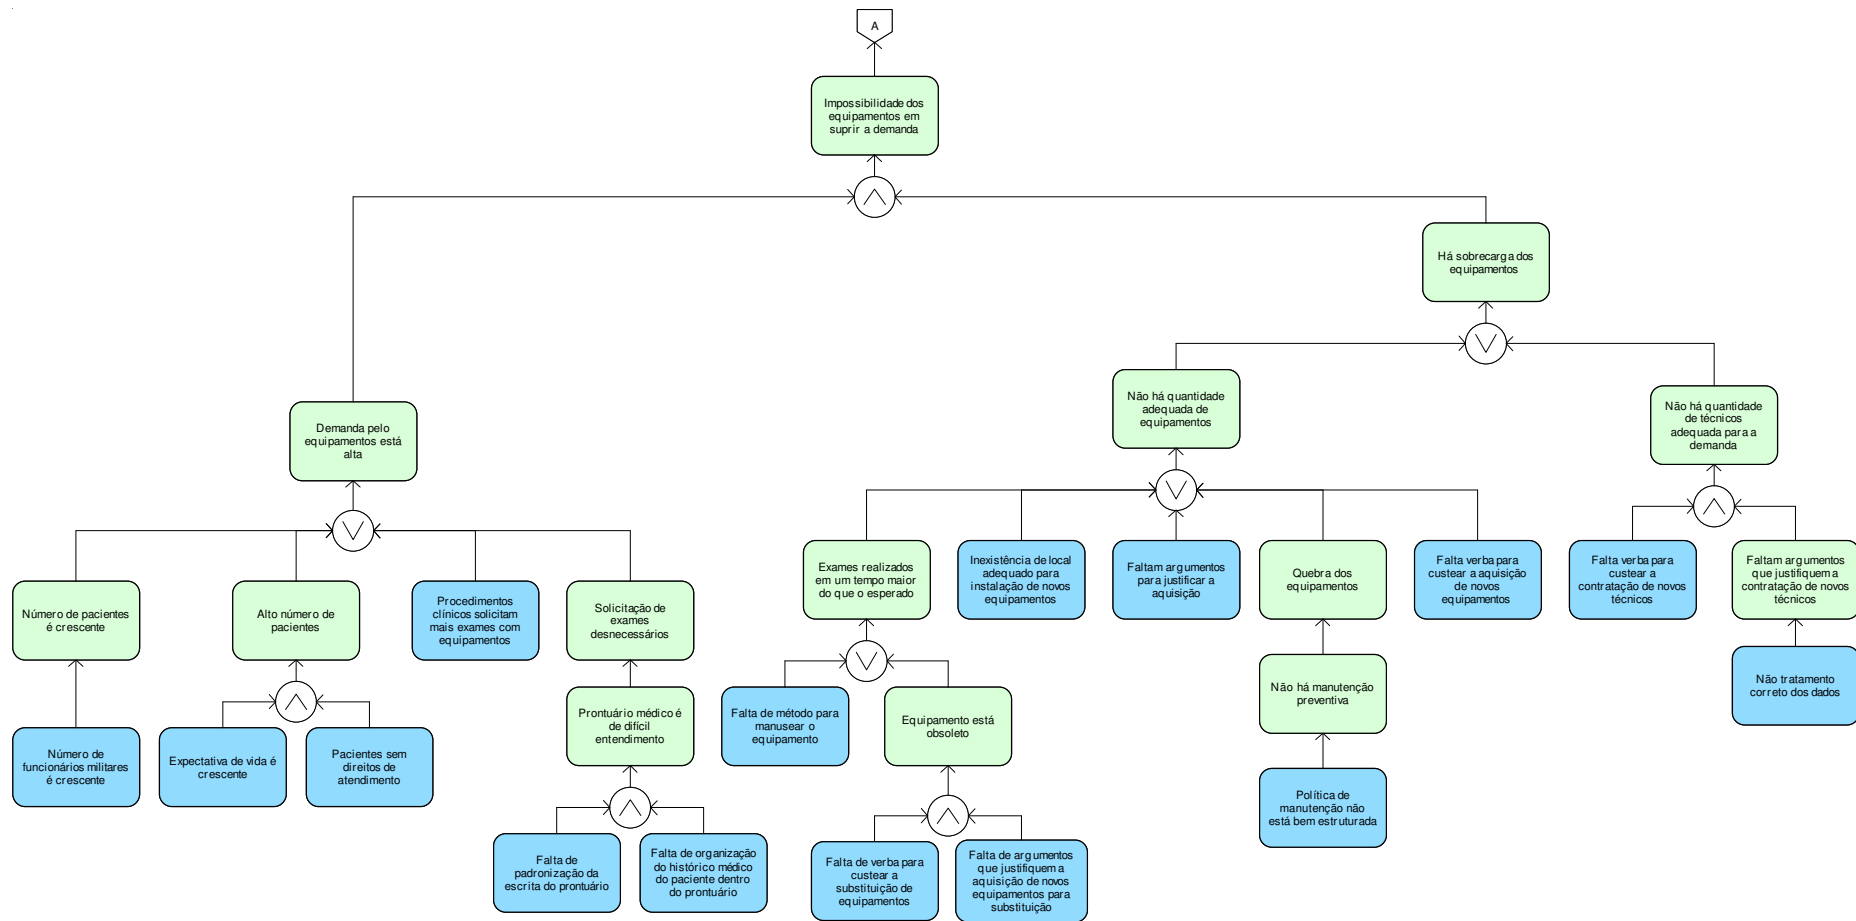 A
Impossibilidade dos
equipamentos em
suprir a demanda
Há sobrecarga dos
equipamentos
Não há quantidade
adequada de
equipamentos
Não há quantidade
de técnicos
adequada para a
demanda
Demanda pelo
equipamentos está
alta
Número de pacientes
é crescente
Alto número de
pacientes
Procedimentos
clínicos solicitam
mais exames com
equipamentos
Solicitação de
exames
desnecessários
Exames realizados
em um tempo maior
do que o esperado
Inexistência de local
adequado para
instalação de novos
equipamentos
Faltam argumentos
para justificar a
aquisição
Quebra dos
equipamentos
Falta verba para
custear a aquisição
de novos
equipamentos
Falta verba para
custear a
contratação de novos
técnicos
Faltam argumentos
que justifiquem a
contratação de novos
técnicos
Número de
funcionários militares
é crescente
Expectativa de vida é
crescente
Pacientes sem
direitos de
atendimento
Prontuário médico é
de difícil
entendimento
Falta de método para
manusear o
equipamento
Equipamento está
obsoleto
Não há manutenção
preventiva
Não tratamento
correto dos dados
Falta de
padronização da
escrita do prontuário
Falta de organização
do histórico médico
do paciente dentro
do prontuário
Falta de verba para
custear a
substituição de
equipamentos
Falta de argumentos
que justifiquem a
aquisição de novos
equipamentos para
substituição
Política de
manutenção não
está bem estruturada